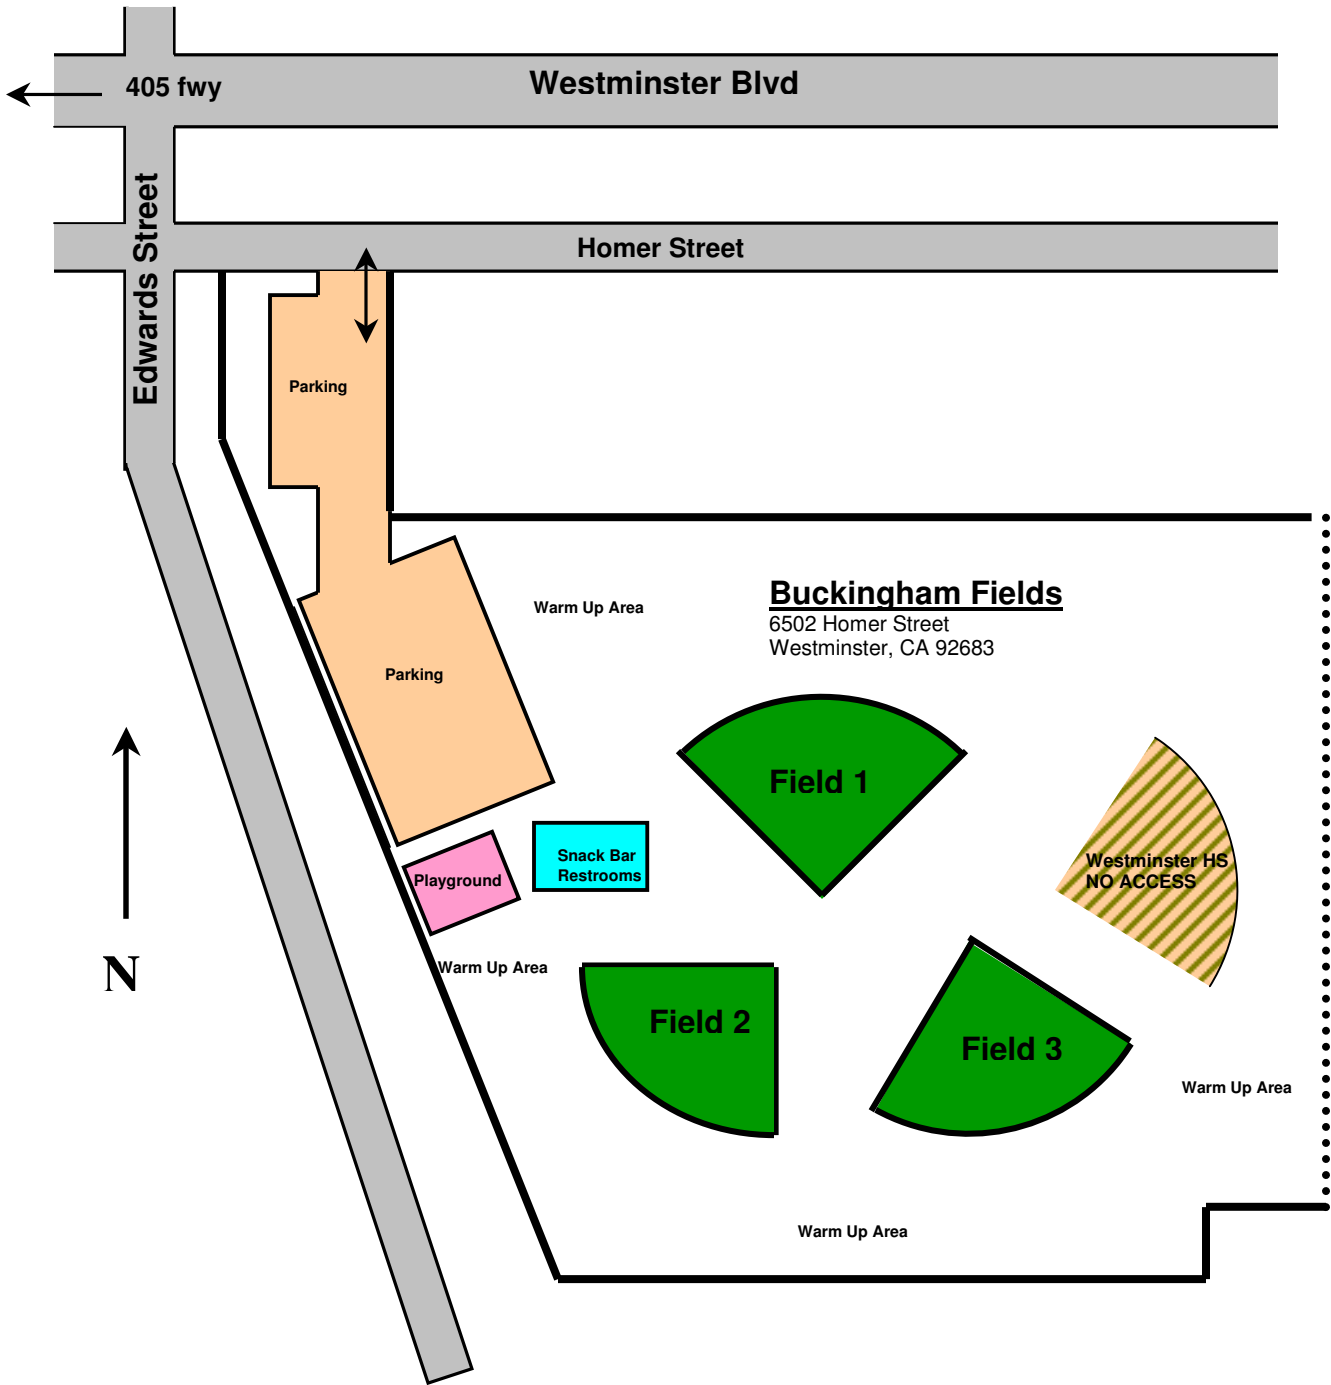 405 fwy
Westminster Blvd
Edwards Street
Homer Street
Parking
Buckingham Fields
6502 Homer Street
Westminster, CA 92683
Warm Up Area
Parking
Field 1
Snack Bar
Restrooms
Playground
Westminster HS
NO ACCESS
N
Warm Up Area
Field 2
Field 3
Warm Up Area
Warm Up Area